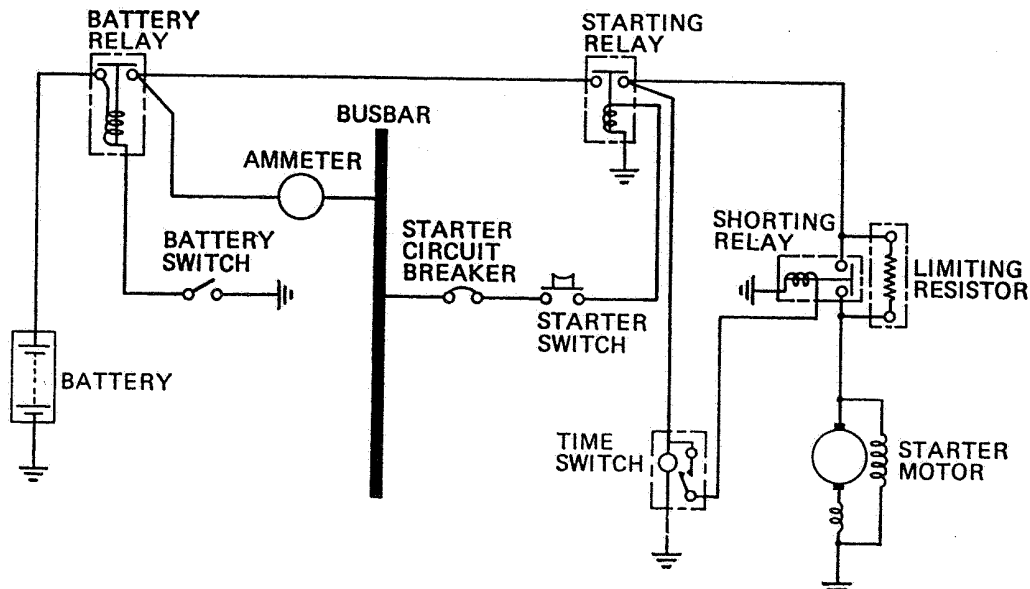 BATTERY
RELAY
STARTING
RELAY
BUSBAR
AMMETER
BATTERY
SWITCH
STARTER
CIRCUIT
BREAKER
STARTER
SWITCH
SHORTING
RELAY
LIMITING
RESISTOR
BATTERY
TIME
SWITCH
STARTER
MOTOR